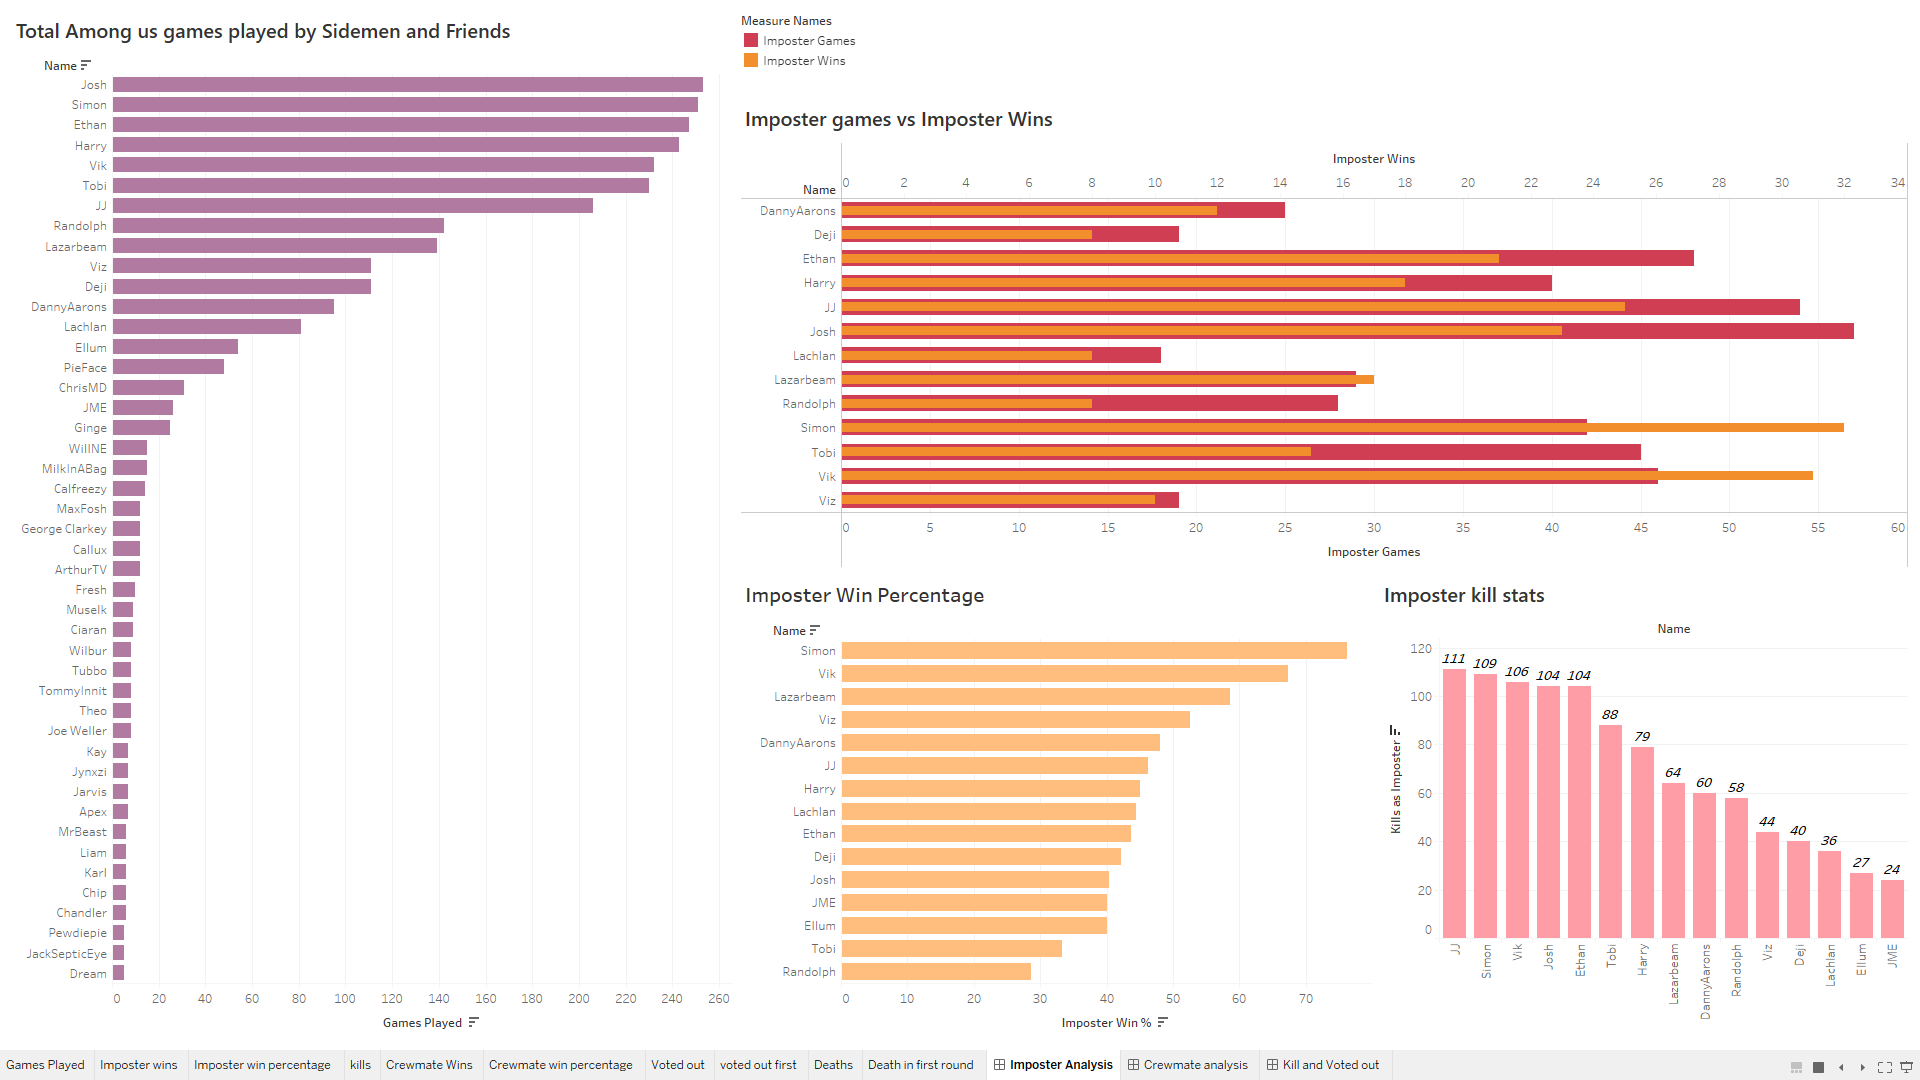 Total Among us games played by Sidemen and Friends
Name
Josh
Simon
Ethan
Harry
Vik
Tobi
JJ
Randolph
Lazarbeam
Viz
Deji
DannyAarons
Lachlan
Ellum
PieFace
ChrisMD
JME
Ginge
WillNE
MilkInABag
Calfreezy
MaxFosh
George Clarkey
Callux
ArthurTV
Fresh
Muselk
Ciaran
Wilbur
Tubbo
TommyInnit
Theo
Joe Weller
Kay
Jynxzi
Jarvis
Apex
MrBeast
Liam
Karl
Chip
Chandler
Pewdiepie
JackSepticEye
Dream
0 20 40 60 80 100 120 140 160 180 200 220 240 260
Games Played
Measure Names
Imposter Games
Imposter Wins
Imposter games vs Imposter Wins
Imposter Wins
Name 0 2 4 6 8 10 12 14 16 18 20 22 24 26 28 30 32 34
DannyAarons
Deji
Ethan
Harry
JJ
Josh
Lachlan
Lazarbeam
Randolph
Simon
Tobi
Vik
Viz
0 5 10 15 20 25 30 35 40 45 50 55 60
Imposter Games
Imposter Win Percentage
Name
Simon
Vik
Lazarbeam
Viz
DannyAarons
JJ
Harry
Lachlan
Ethan
Deji
Josh
JME
Ellum
Tobi
Randolph
0 10 20 30 40 50 60 70
Imposter Win %
Imposter kill stats
Name
Kills as Imposter
120
100
80
60
40
20
0
111 109 106 104 104 88 79 64 60 58 44 40 36 27 24
JJ Simon Vik Josh Ethan Tobi Harry Lazarbeam DannyAarons Randolph Viz Deji Lachlan Ellum JME
Games Played Imposter wins Imposter win percentage kills Crewmate Wins Crewmate win percentage Voted out voted out first Deaths Death in first round Imposter Analysis Crewmate analysis Kill and Voted out